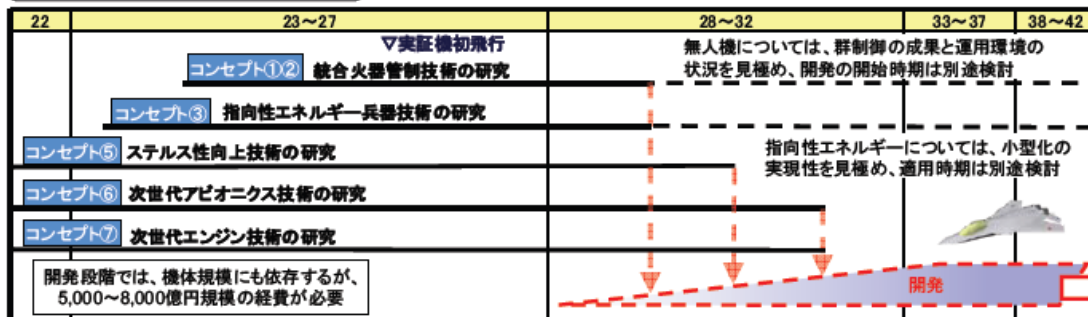 22 23～27 28～32 33～37 38～42
▽実証機初飛行
コンセプト①② 統合火器管制技術の研究
無人機については、群制御の成果と運用環境の
状況を見極め、開発の開始時期は別途検討
コンセプト③ 指向性エネルギー兵器技術の研究
コンセプト⑤ ステルス性向上技術の研究
指向性エネルギーについては、小型化の
実現性を見極め、適用時期は別途検討
コンセプト⑥ 次世代アビオニクス技術の研究
コンセプト⑦ 次世代エンジン技術の研究
開発段階では、機体規模にも依存するが、
5,000～8,000億円規模の経費が必要
開発